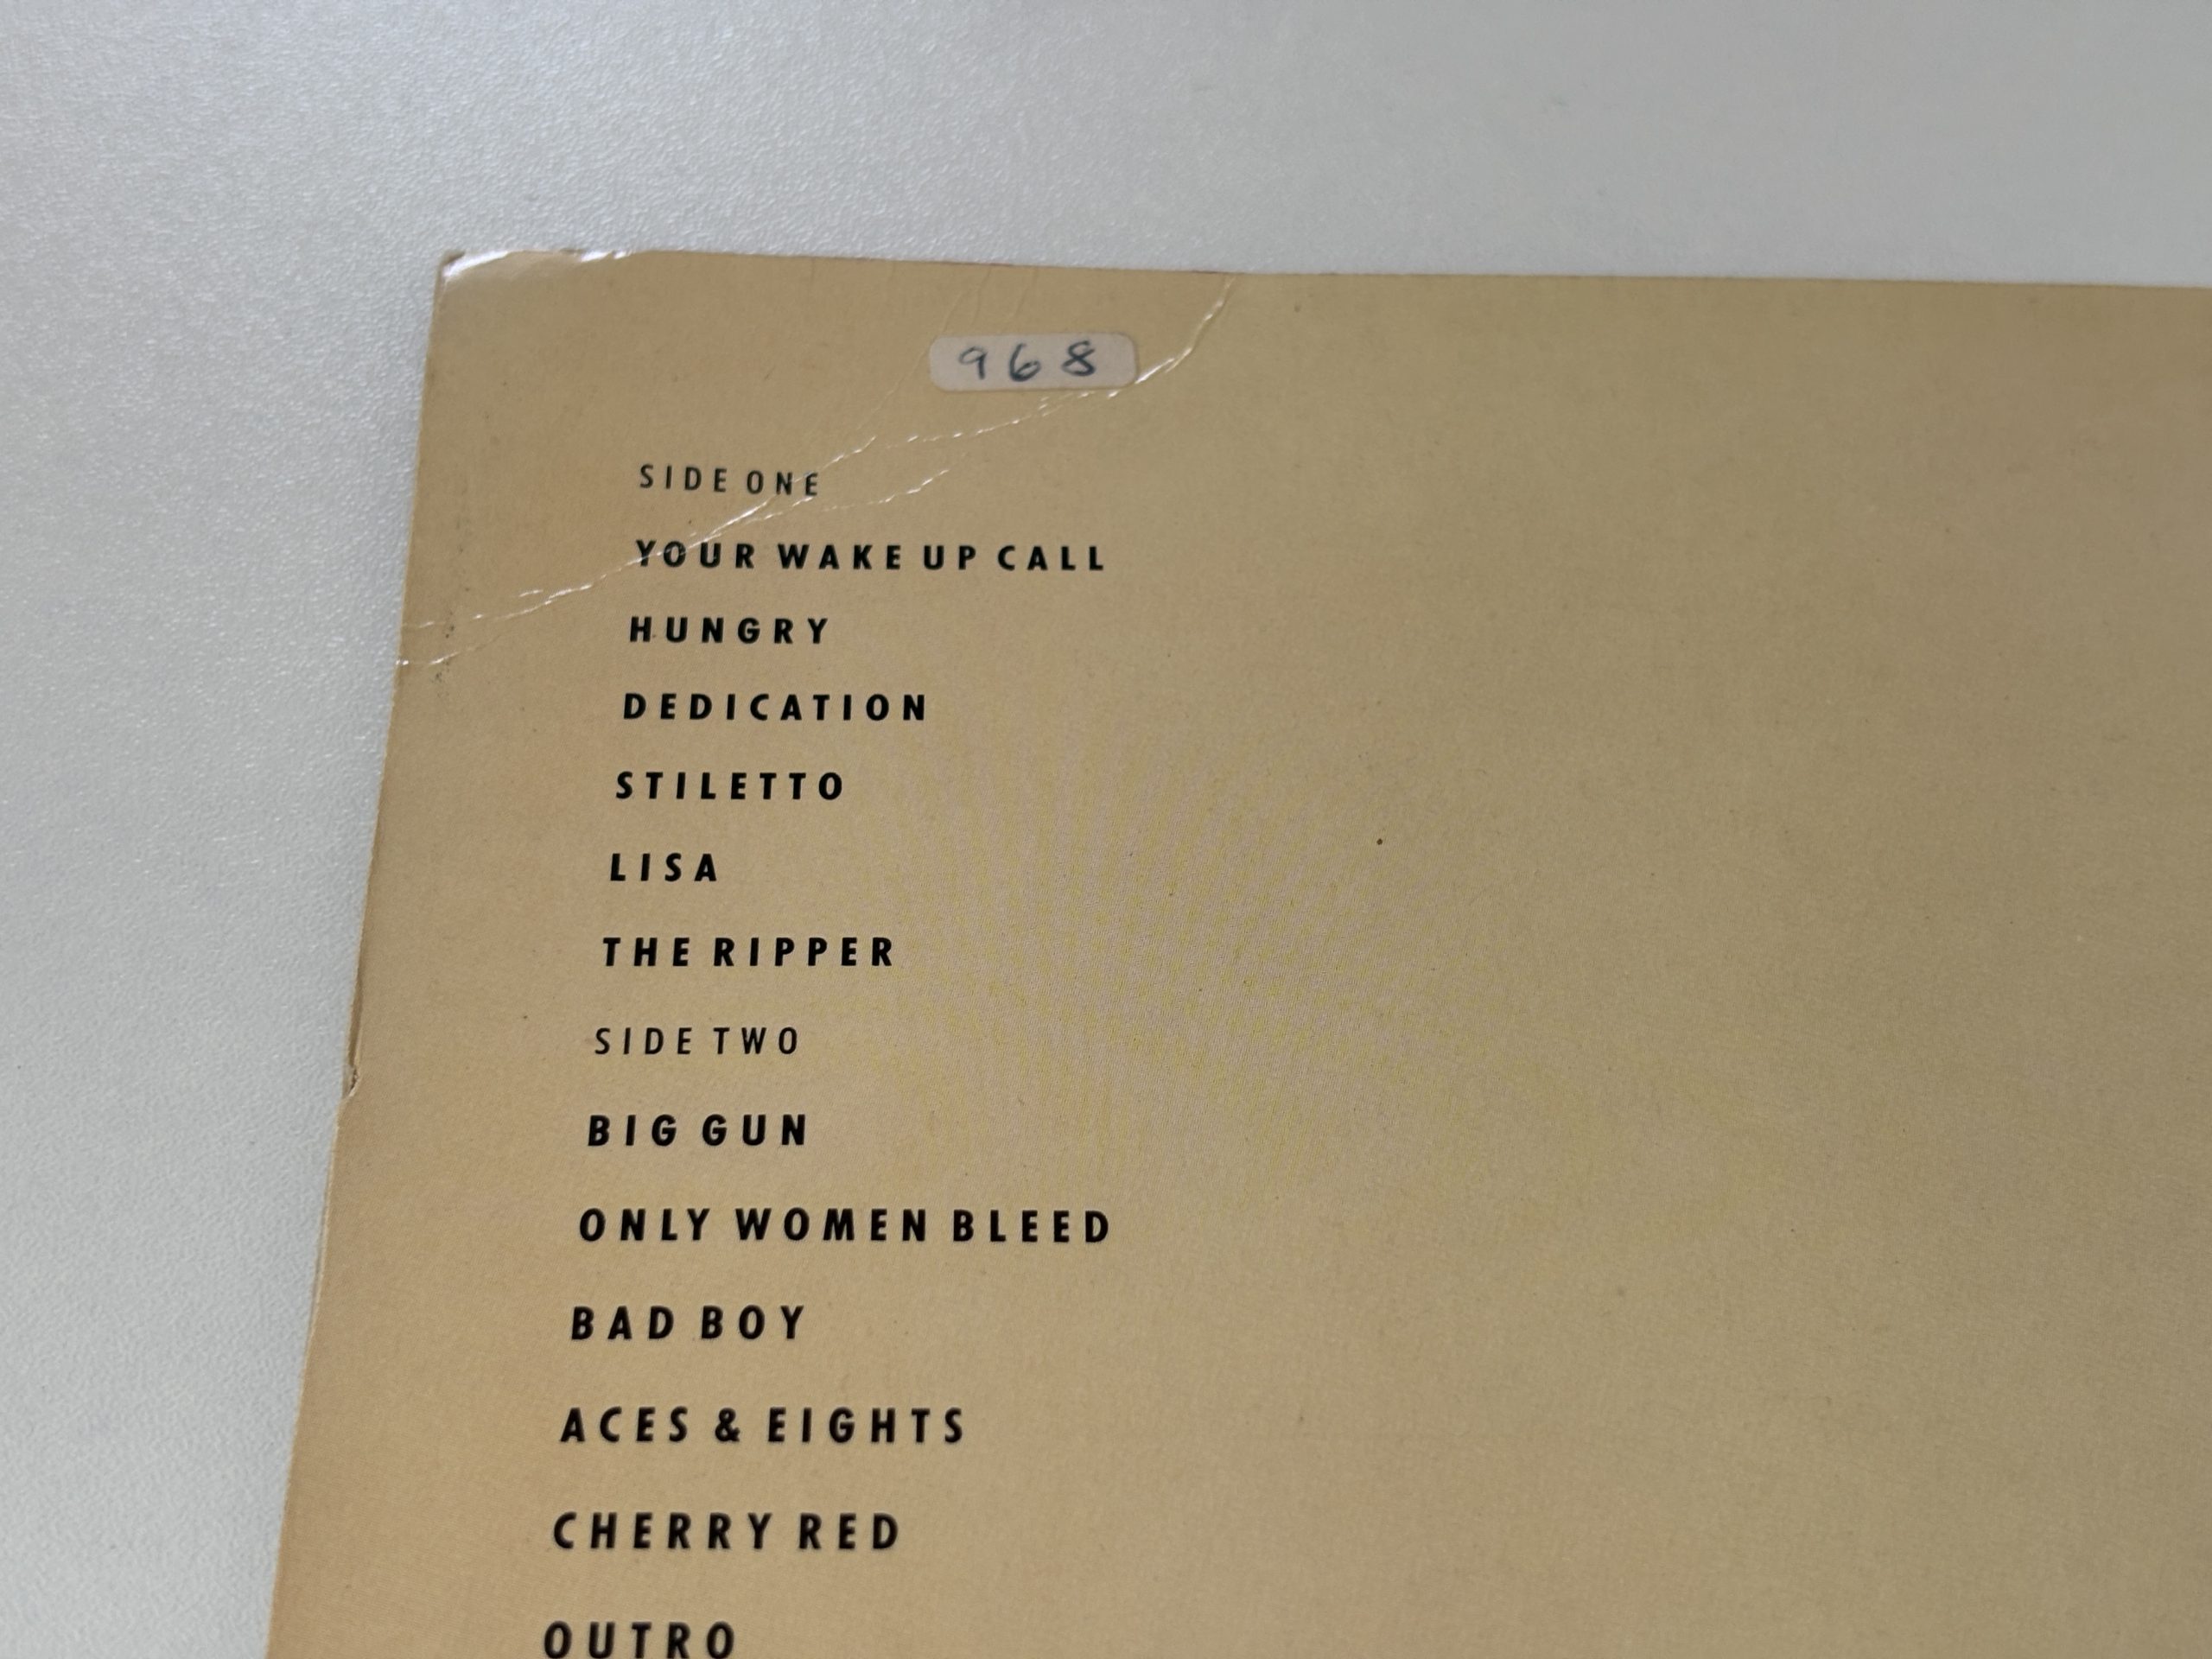 968
SIDE ONE
YOUR WAKE UP CALL
HUNGRY
DEDICATION
STILETTO
LISA
THE RIPPER
SIDE TWO
BIG GUN
ONLY WOMEN BLEED
BAD BOY
ACES & EIGHTS
CHERRY RED
OUTRO